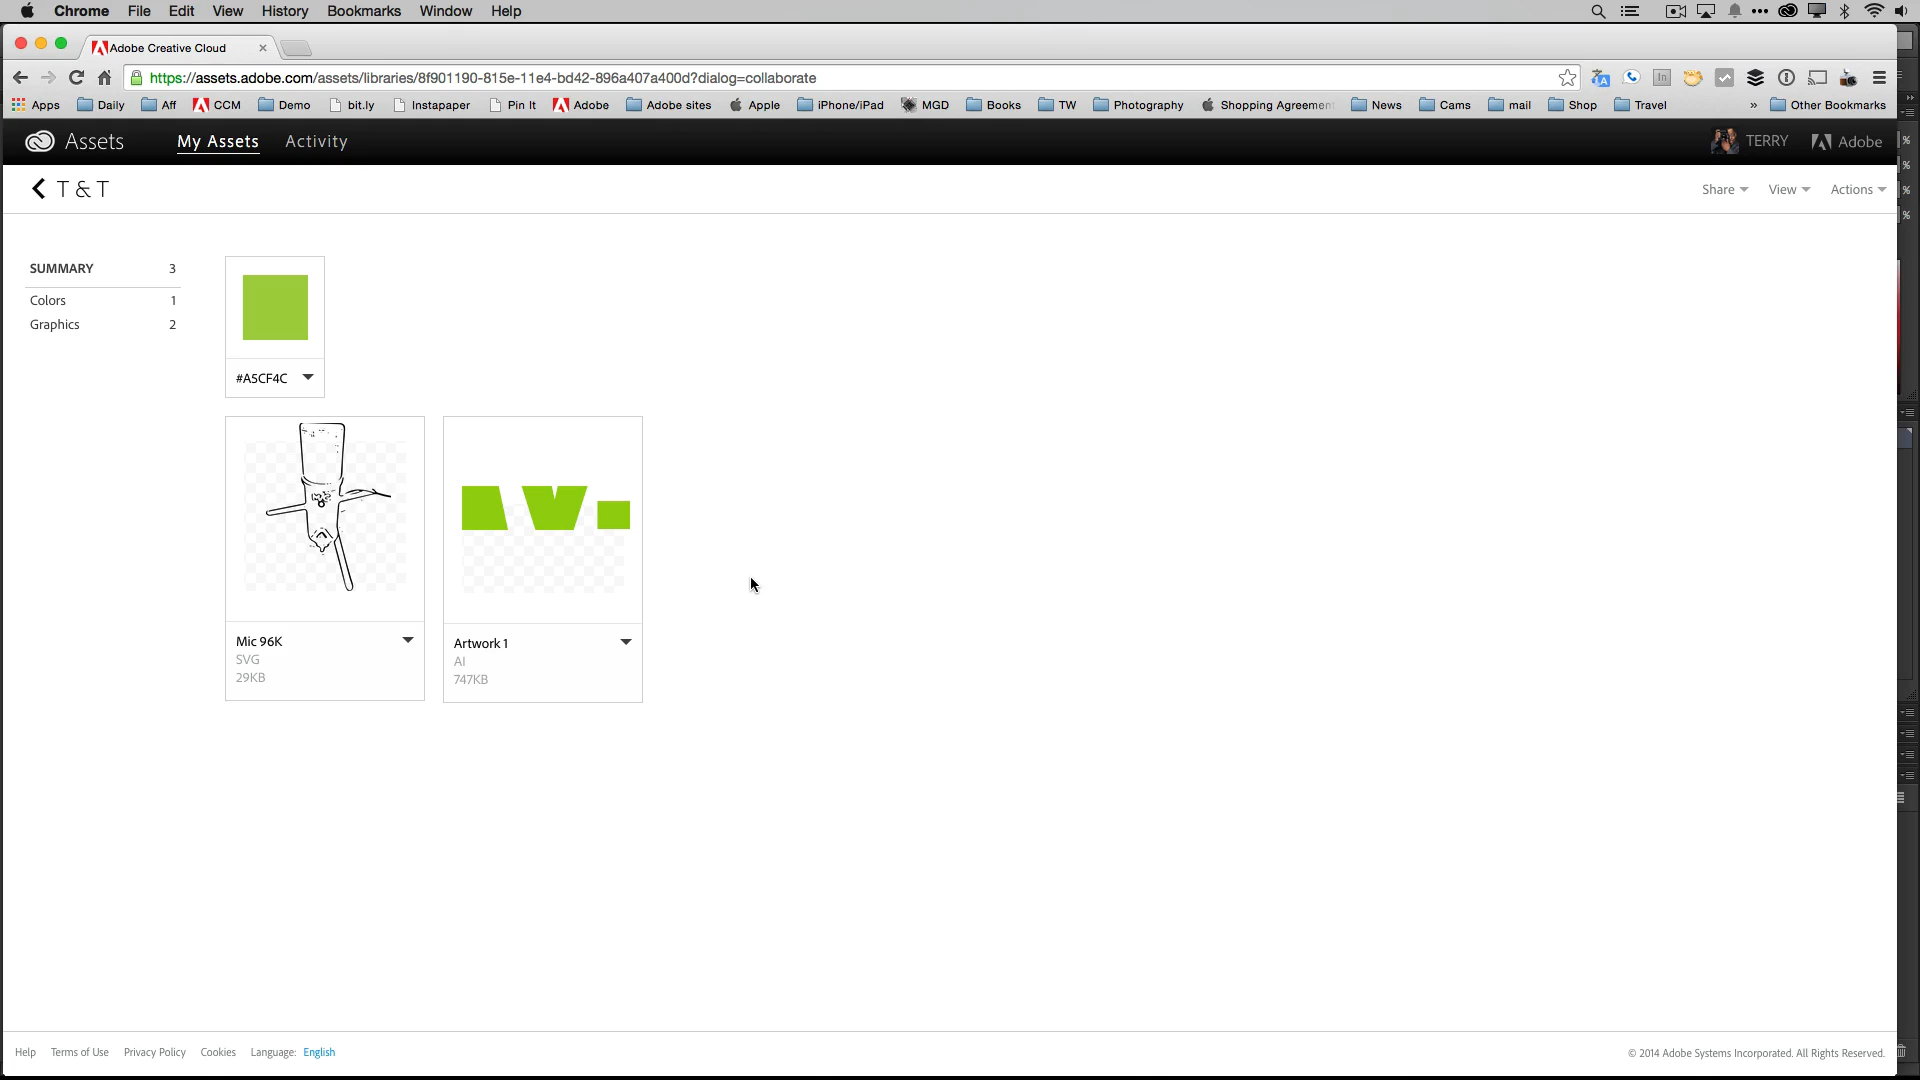 Chrome File Edit View History Bookmarks Window Help
Adobe Creative Cloud
https://assets.adobe.com/assets/libraries/8f901190-815e-11e4-bd42-896a407a400d?dialog=collaborate
Apps Daily Aff CCM Demo bit.ly Instapaper Pin It Adobe Adobe sites Apple iPhone/iPad MGD Books TW Photography Shopping Agreement News Cams mail Shop Travel » Other Bookmarks
Assets My Assets Activity TERRY Adobe
T & T Share View Actions
SUMMARY 3
Colors 1
Graphics 2
#A5CF4C
Mic 96K
SVG
29KB
Artwork 1
AI
747KB
Help Terms of Use Privacy Policy Cookies Language: English
© 2014 Adobe Systems Incorporated. All Rights Reserved.